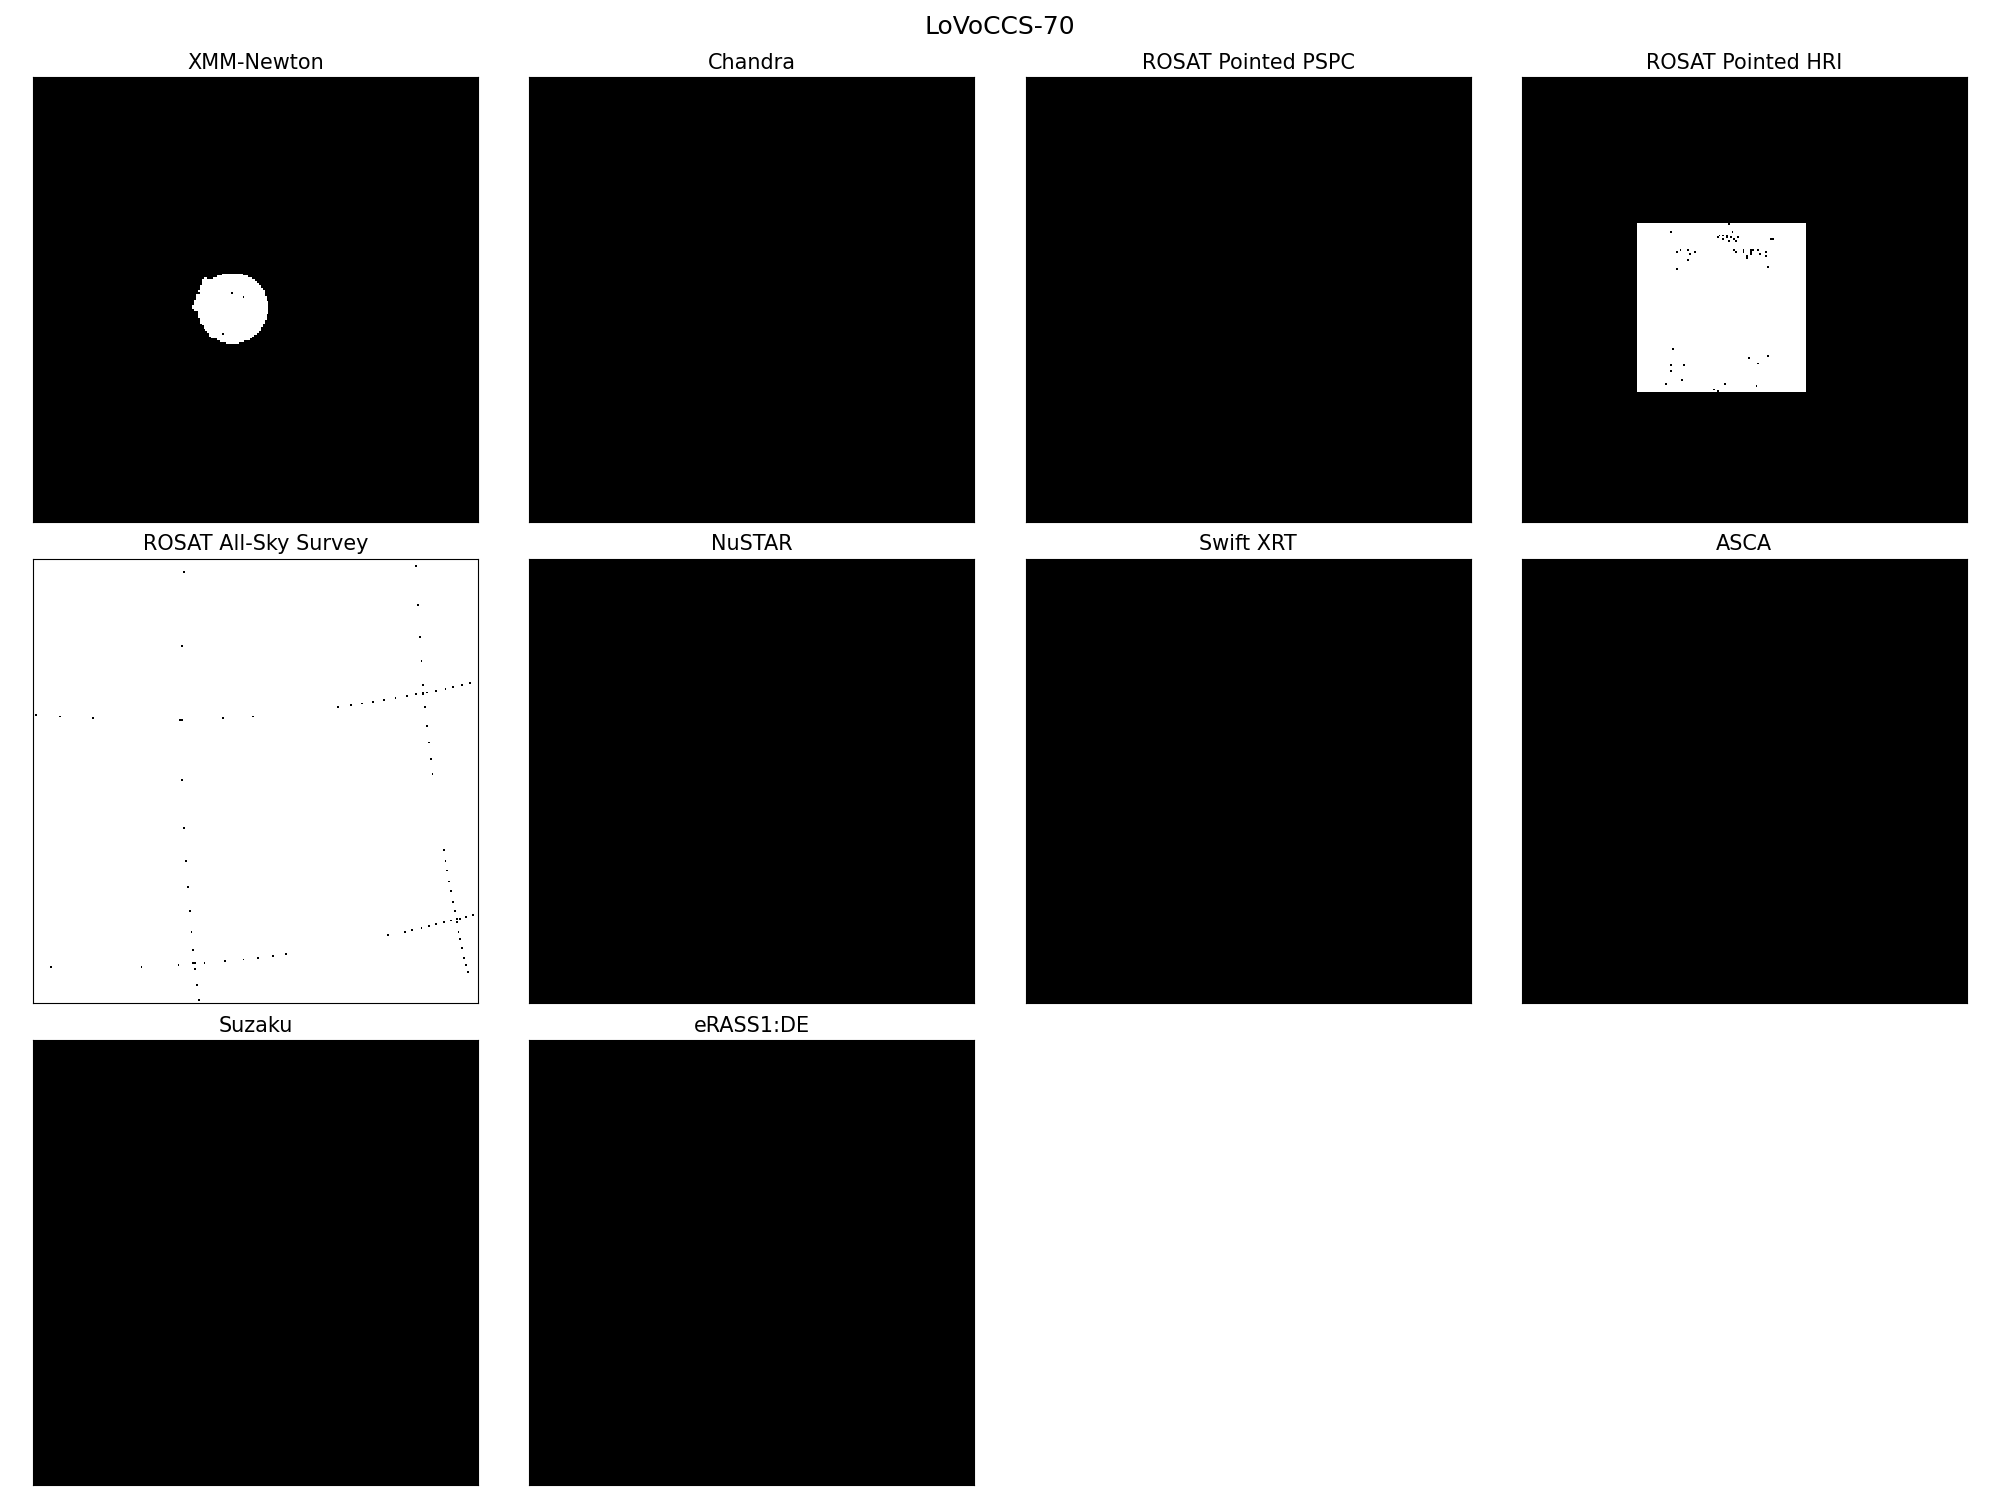 LoVoCCS-70
XMM-Newton
Chandra
ROSAT Pointed PSPC
ROSAT Pointed HRI
ROSAT All-Sky Survey
NuSTAR
Swift XRT
ASCA
Suzaku
eRASS1:DE